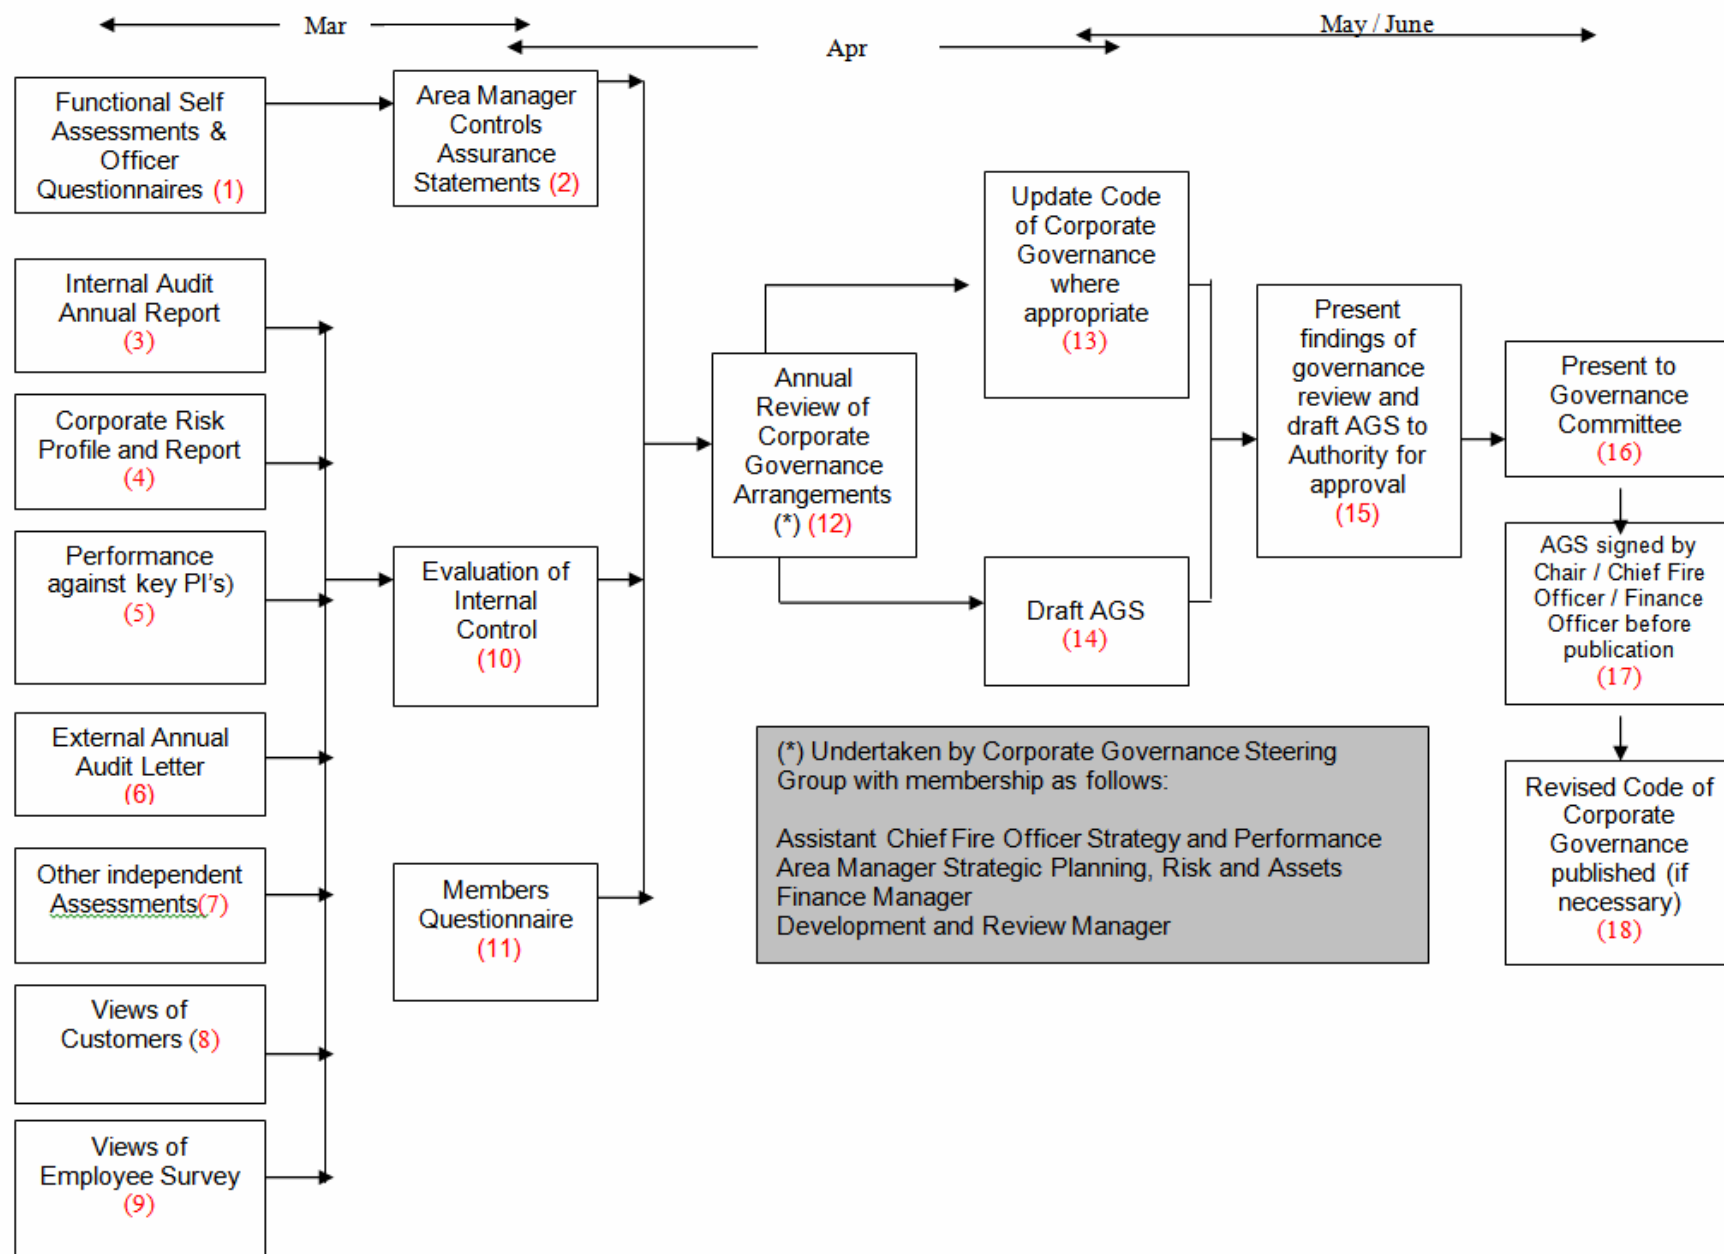 Mar
Apr
May / June
Functional Self
Assessments &
Officer
Questionnaires (1)
Area Manager
Controls
Assurance
Statements (2)
Internal Audit
Annual Report
(3)
Corporate Risk
Profile and Report
(4)
Performance
against key PI's)
(5)
External Annual
Audit Letter
(6)
Other independent
Assessments(7)
Views of
Customers (8)
Views of
Employee Survey
(9)
Evaluation of
Internal
Control
(10)
Members
Questionnaire
(11)
Annual
Review of
Corporate
Governance
Arrangements
(*) (12)
Update Code
of Corporate
Governance
where
appropriate
(13)
Draft AGS
(14)
Present
findings of
governance
review and
draft AGS to
Authority for
approval
(15)
Present to
Governance
Committee
(16)
AGS signed by
Chair / Chief Fire
Officer / Finance
Officer before
publication
(17)
Revised Code of
Corporate
Governance
published (if
necessary)
(18)
(*) Undertaken by Corporate Governance Steering
Group with membership as follows:
Assistant Chief Fire Officer Strategy and Performance
Area Manager Strategic Planning, Risk and Assets
Finance Manager
Development and Review Manager